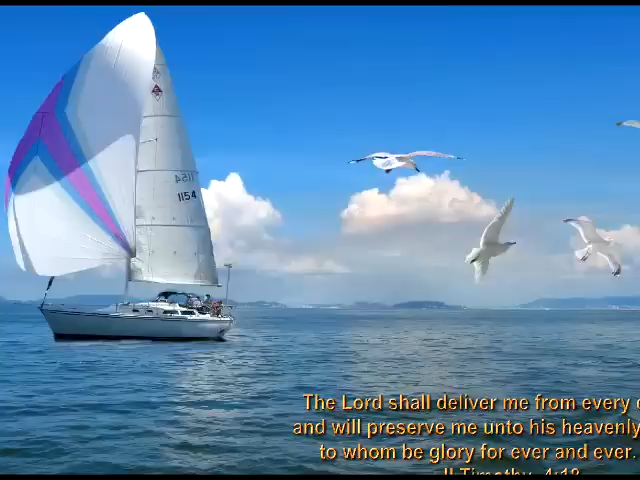 1154
1154
The Lord shall deliver me from every
and will preserve me unto his heavenly
to whom be glory for ever and ever.
II Timothy 4:18